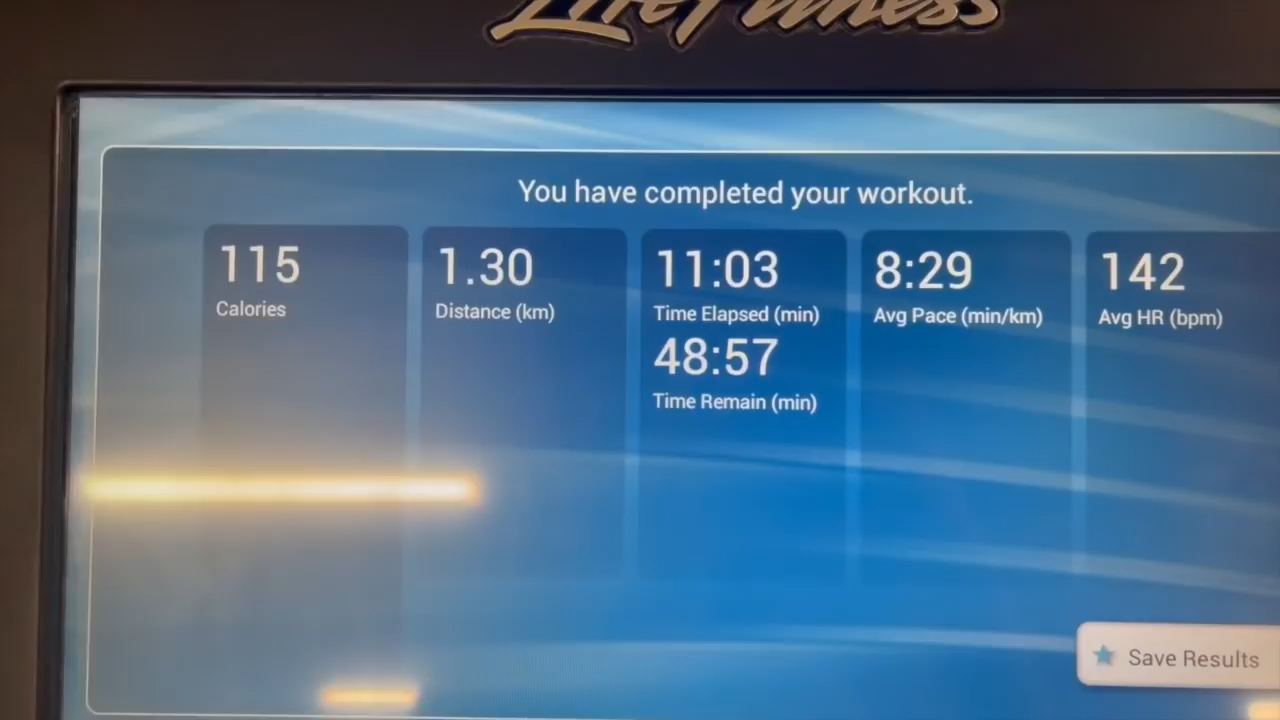 LifeFitness
You have completed your workout.
115
Calories
1.30
Distance (km)
11:03
Time Elapsed (min)
48:57
Time Remain (min)
8:29
Avg Pace (min/km)
142
Avg HR (bpm)
Save Results